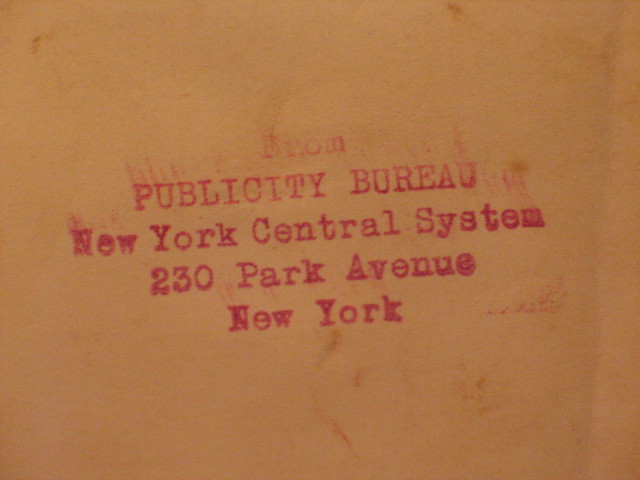 From
PUBLICITY BUREAU
New York Central System
230 Park Avenue
New York